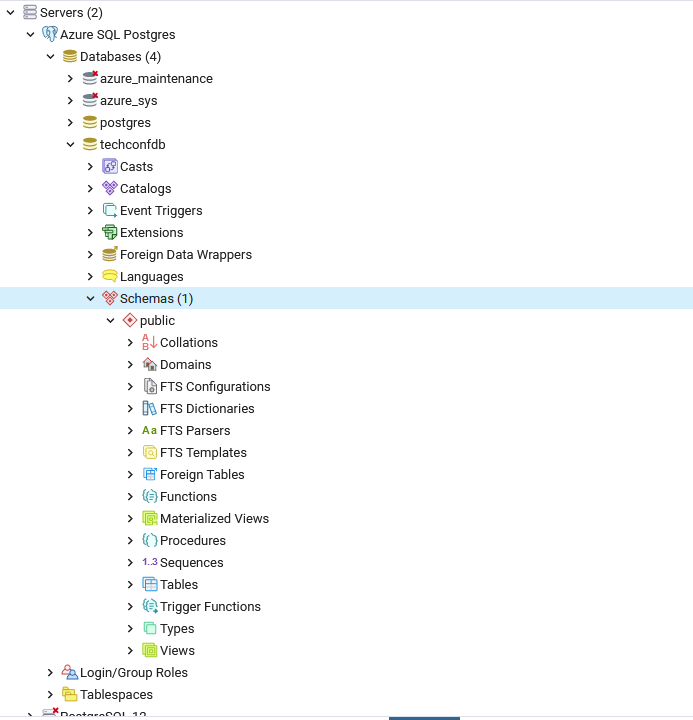 Servers (2)
Azure SQL Postgres
Databases (4)
azure_maintenance
azure_sys
postgres
techconfdb
Casts
Catalogs
Event Triggers
Extensions
Foreign Data Wrappers
Languages
Schemas (1)
public
Collations
Domains
FTS Configurations
FTS Dictionaries
Aa FTS Parsers
FTS Templates
Foreign Tables
Functions
Materialized Views
Procedures
1..3 Sequences
Tables
Trigger Functions
Types
Views
Login/Group Roles
Tablespaces
PostgreSQL 12